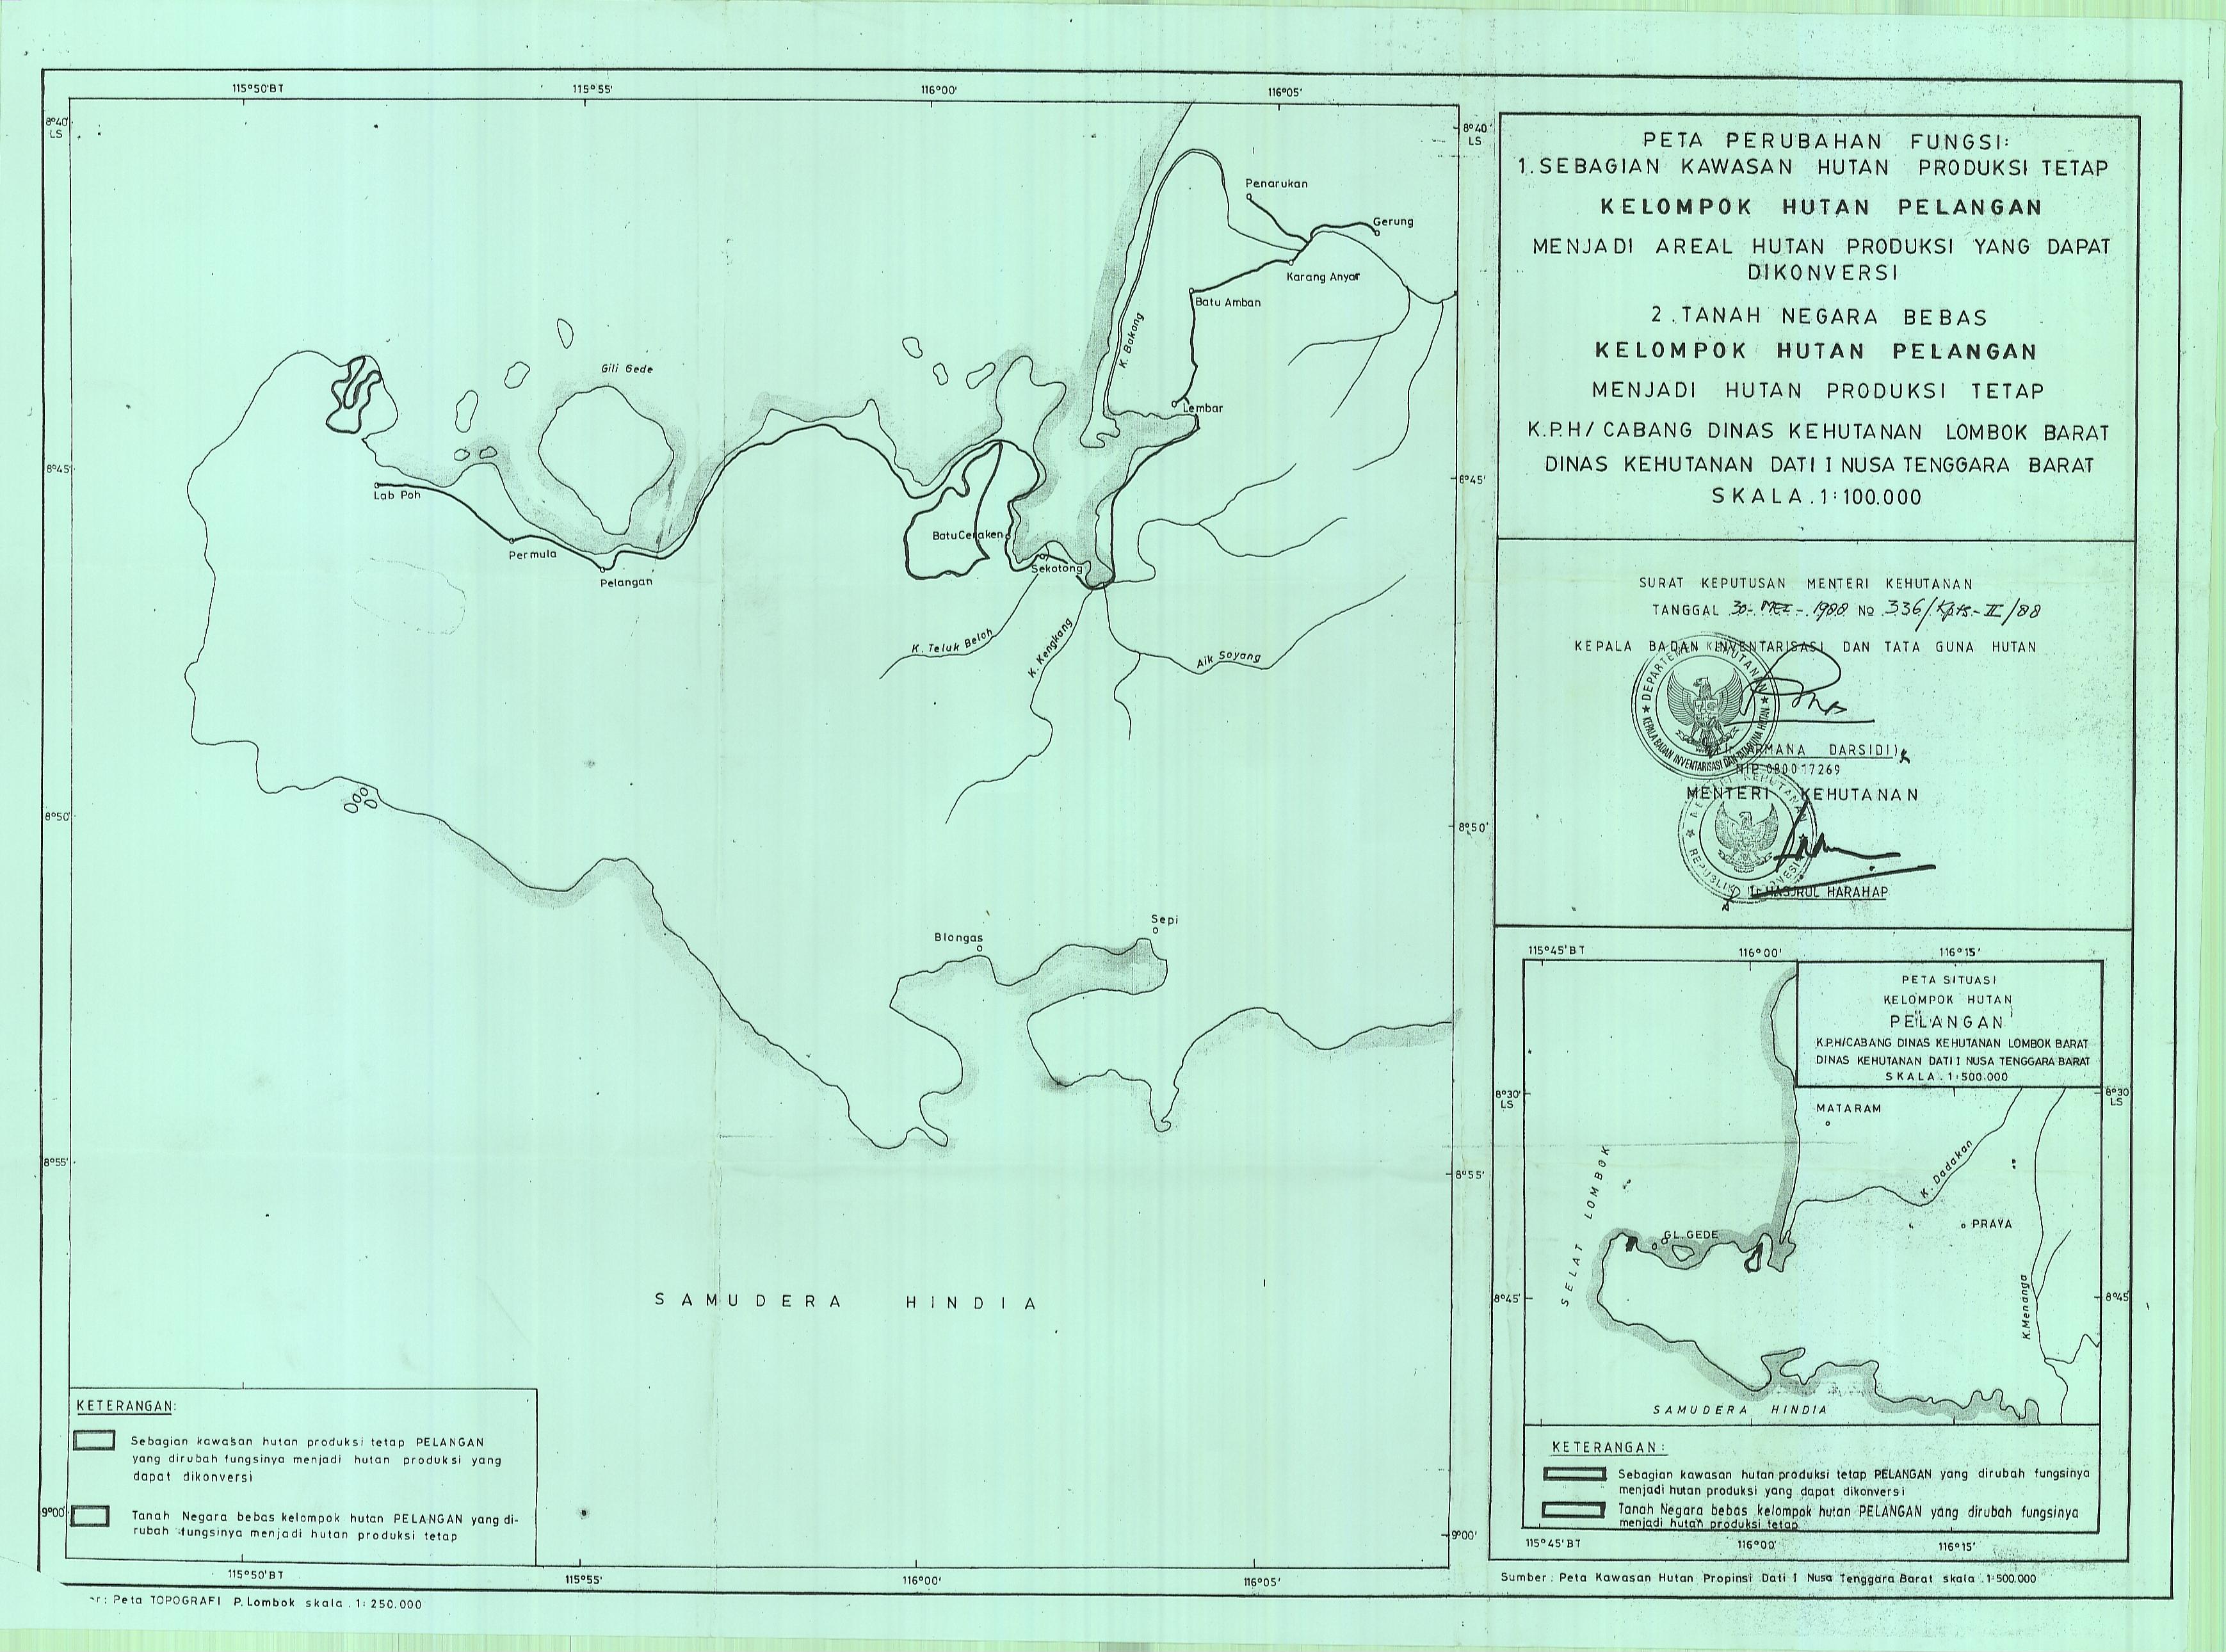 115°50'BT
115°55'
116°00'
116°05'
8°40'
LS
8°40'
LS
Penarukan
Gerung
Karang Anyar
Batu Amban
K. Bakong
Lembar
Gili Gede
8°45'
8°45'
Lab Poh
Permula
Pelangan
Batu Ceraken
Sekotong
K. Teluk Beloh
K. Kengkang
Aik Soyang
8°50'
8°50'
Blongas
Sepi
8°55'
8°55'
SAMUDERA HINDIA
KETERANGAN:
Sebagian kawasan hutan produksi tetap PELANGAN
yang dirubah fungsinya menjadi hutan produksi yang
dapat dikonversi
Tanah Negara bebas kelompok hutan PELANGAN yang di-
rubah fungsinya menjadi hutan produksi tetap
9°00'
9°00'
115°50'BT
115°55'
116°00'
116°05'
Peta TOPOGRAFI P. Lombok skala . 1: 250.000
PETA PERUBAHAN FUNGSI:
1. SEBAGIAN KAWASAN HUTAN PRODUKSI TETAP
KELOMPOK HUTAN PELANGAN
MENJADI AREAL HUTAN PRODUKSI YANG DAPAT
DIKONVERSI
2 . TANAH NEGARA BEBAS
KELOMPOK HUTAN PELANGAN
MENJADI HUTAN PRODUKSI TETAP
K.P.H/ CABANG DINAS KEHUTANAN LOMBOK BARAT
DINAS KEHUTANAN DATI I NUSA TENGGARA BARAT
SKALA . 1: 100.000
SURAT KEPUTUSAN MENTERI KEHUTANAN
TANGGAL 30-MEI-1988 No 336/Kpts-II/88
KEPALA BADAN INVENTARISASI DAN TATA GUNA HUTAN
DEPARTEMEN KEHUTANAN
KEPALA BADAN INVENTARISASI DAN TATA GUNA HUTAN
ARMANA DARSIDI)
NIP 080017269
MENTERI KEHUTANAN
REPUBLIK INDONESIA
Ir HASJRUL HARAHAP
115°45'BT
116°00'
116°15'
PETA SITUASI
KELOMPOK HUTAN
PELANGAN
K.P.H/CABANG DINAS KEHUTANAN LOMBOK BARAT
DINAS KEHUTANAN DATI I NUSA TENGGARA BARAT
SKALA . 1: 500.000
8°30'
LS
8°30'
LS
MATARAM
K. Dadakan
SELAT LOMBOK
PRAYA
GL. GEDE
K. Menanga
8°45'
8°45'
SAMUDERA HINDIA
KETERANGAN :
Sebagian kawasan hutan produksi tetap PELANGAN yang dirubah fungsinya
menjadi hutan produksi yang dapat dikonversi
Tanah Negara bebas kelompok hutan PELANGAN yang dirubah fungsinya
menjadi hutan produksi tetap
115°45'BT
116°00'
116°15'
Sumber : Peta Kawasan Hutan Propinsi Dati I Nusa Tenggara Barat skala . 1:500.000